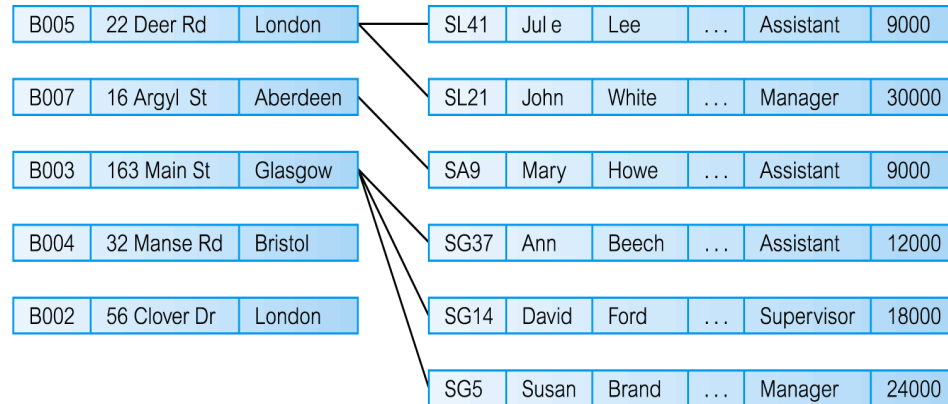 B005 22 Deer Rd London SL41 Jul e Lee ... Assistant 9000
B007 16 Argyl St Aberdeen SL21 John White ... Manager 30000
B003 163 Main St Glasgow SA9 Mary Howe ... Assistant 9000
B004 32 Manse Rd Bristol SG37 Ann Beech ... Assistant 12000
B002 56 Clover Dr London SG14 David Ford ... Supervisor 18000
SG5 Susan Brand ... Manager 24000